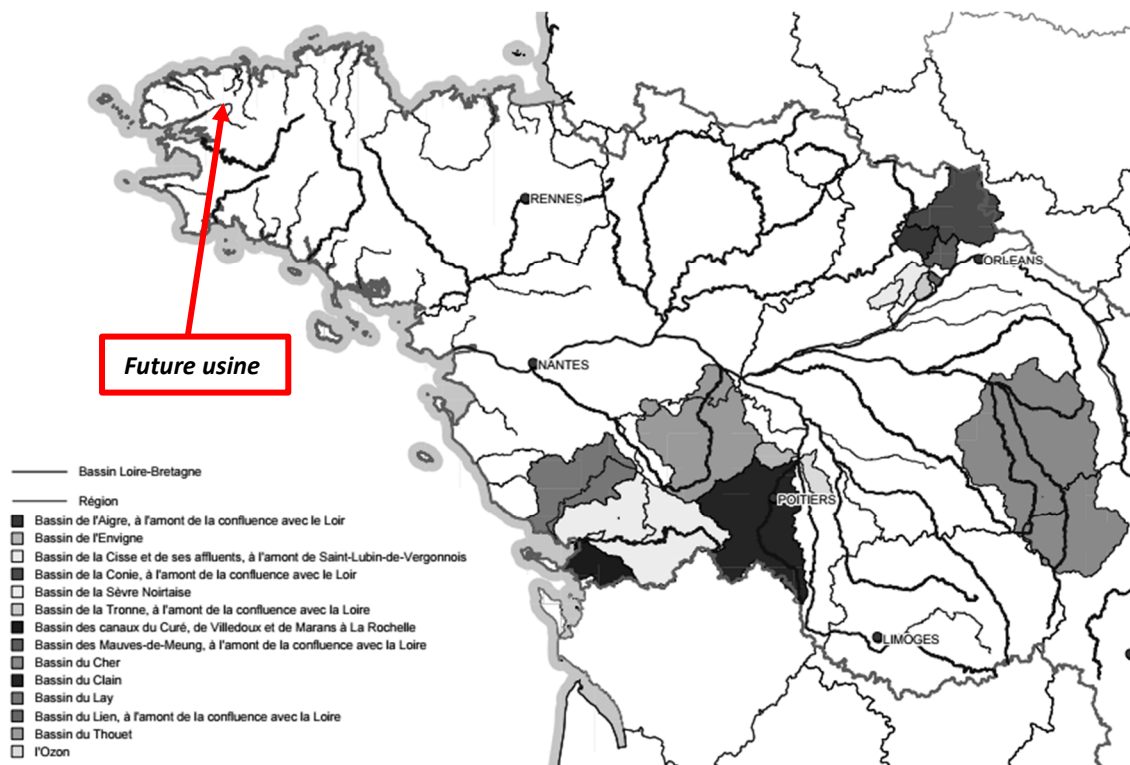 RENNES
ORLEANS
Future usine
NANTES
POITIERS
LIMOGES
Bassin Loire-Bretagne
Région
Bassin de l'Aigre, à l'amont de la confluence avec le Loir
Bassin de l'Envigne
Bassin de la Cisse et de ses affluents, à l'amont de Saint-Lubin-de-Vergonnois
Bassin de la Conie, à l'amont de la confluence avec le Loir
Bassin de la Sèvre Noirtaise
Bassin de la Tronne, à l'amont de la confluence avec la Loire
Bassin des canaux du Curé, de Villedoux et de Marans à La Rochelle
Bassin des Mauves-de-Meung, à l'amont de la confluence avec la Loire
Bassin du Cher
Bassin du Clain
Bassin du Lay
Bassin du Lien, à l'amont de la confluence avec la Loire
Bassin du Thouet
l'Ozon